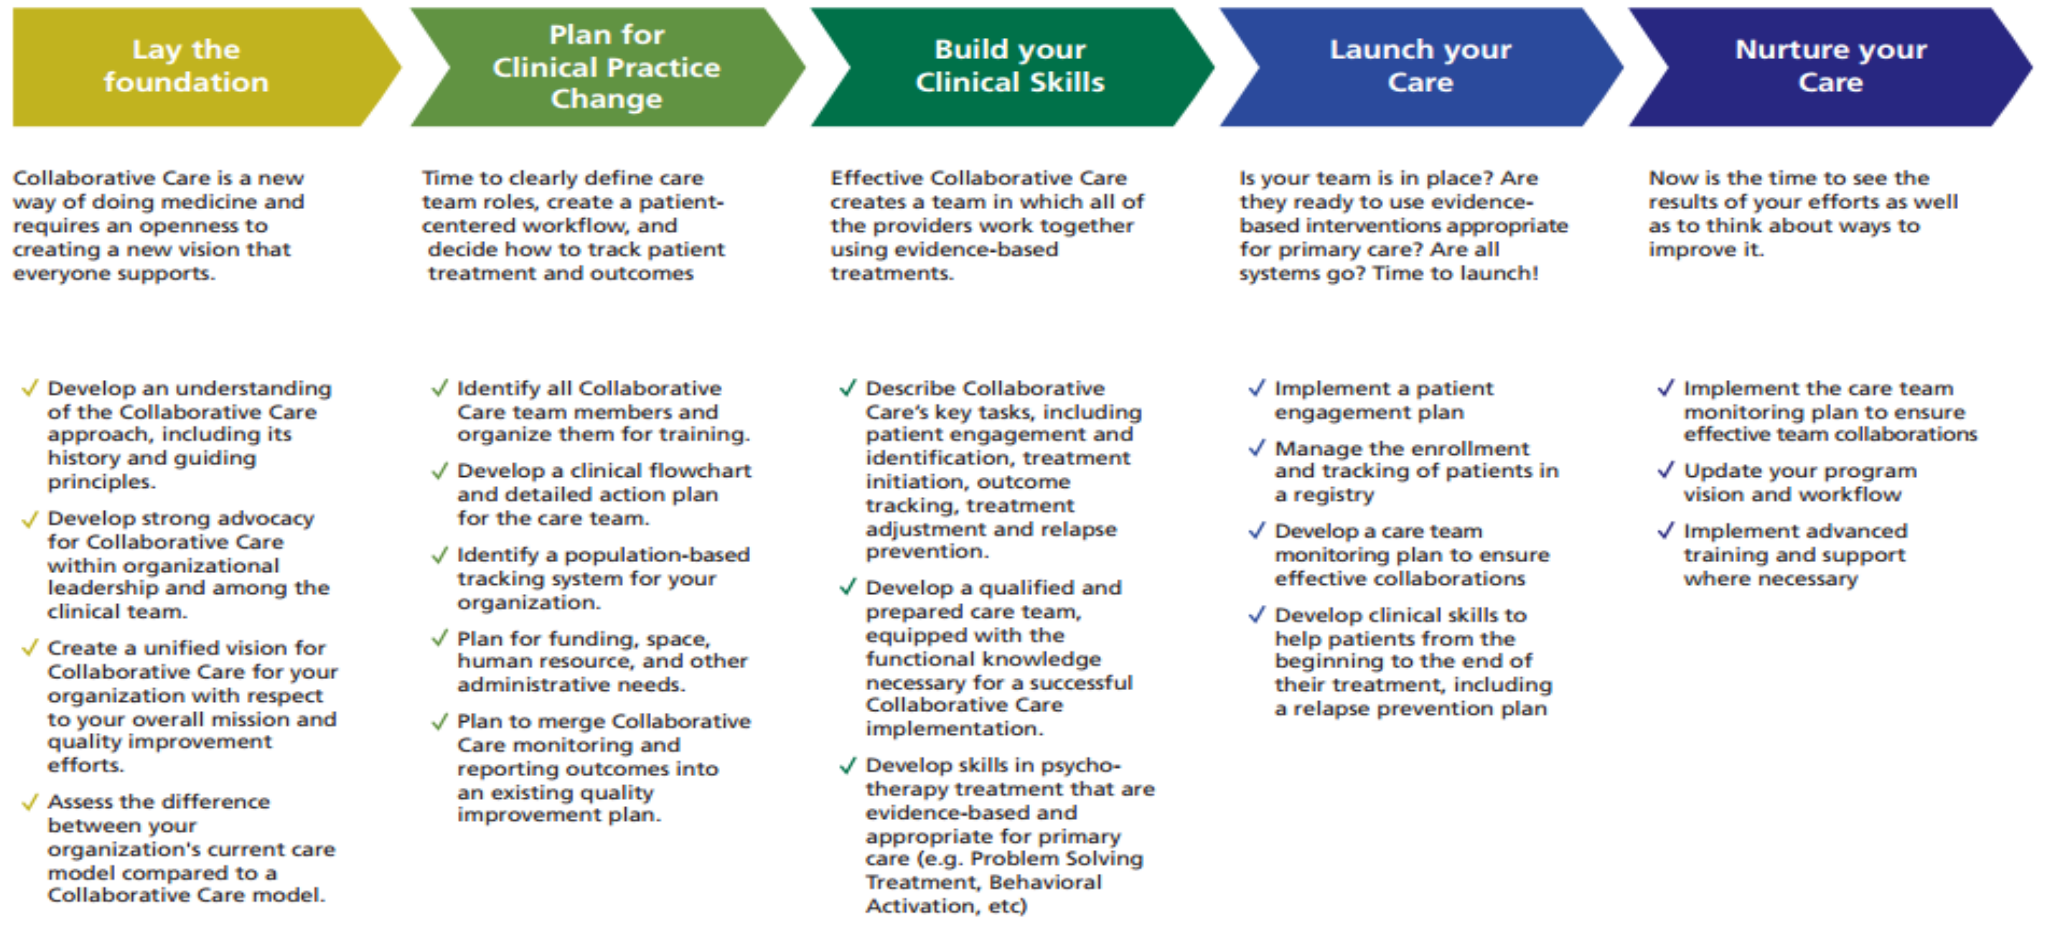 Lay the
foundation
Plan for
Clinical Practice
Change
Build your
Clinical Skills
Launch your
Care
Nurture your
Care
Collaborative Care is a new
way of doing medicine and
requires an openness to
creating a new vision that
everyone supports.
Time to clearly define care
team roles, create a patient-
centered workflow, and
decide how to track patient
treatment and outcomes
Effective Collaborative Care
creates a team in which all of
the providers work together
using evidence-based
treatments.
Is your team is in place? Are
they ready to use evidence-
based interventions appropriate
for primary care? Are all
systems go? Time to launch!
Now is the time to see the
results of your efforts as well
as to think about ways to
improve it.
✓ Develop an understanding
of the Collaborative Care
approach, including its
history and guiding
principles.
✓ Develop strong advocacy
for Collaborative Care
within organizational
leadership and among the
clinical team.
✓ Create a unified vision for
Collaborative Care for your
organization with respect
to your overall mission and
quality improvement
efforts.
✓ Assess the difference
between your
organization's current care
model compared to a
Collaborative Care model.
✓ Identify all Collaborative
Care team members and
organize them for training.
✓ Develop a clinical flowchart
and detailed action plan
for the care team.
✓ Identify a population-based
tracking system for your
organization.
✓ Plan for funding, space,
human resource, and other
administrative needs.
✓ Plan to merge Collaborative
Care monitoring and
reporting outcomes into
an existing quality
improvement plan.
✓ Describe Collaborative
Care's key tasks, including
patient engagement and
identification, treatment
initiation, outcome
tracking, treatment
adjustment and relapse
prevention.
✓ Develop a qualified and
prepared care team,
equipped with the
functional knowledge
necessary for a successful
Collaborative Care
implementation.
✓ Develop skills in psycho-
therapy treatment that are
evidence-based and
appropriate for primary
care (e.g. Problem Solving
Treatment, Behavioral
Activation, etc)
✓ Implement a patient
engagement plan
✓ Manage the enrollment
and tracking of patients in
a registry
✓ Develop a care team
monitoring plan to ensure
effective collaborations
✓ Develop clinical skills to
help patients from the
beginning to the end of
their treatment, including
a relapse prevention plan
✓ Implement the care team
monitoring plan to ensure
effective team collaborations
✓ Update your program
vision and workflow
✓ Implement advanced
training and support
where necessary